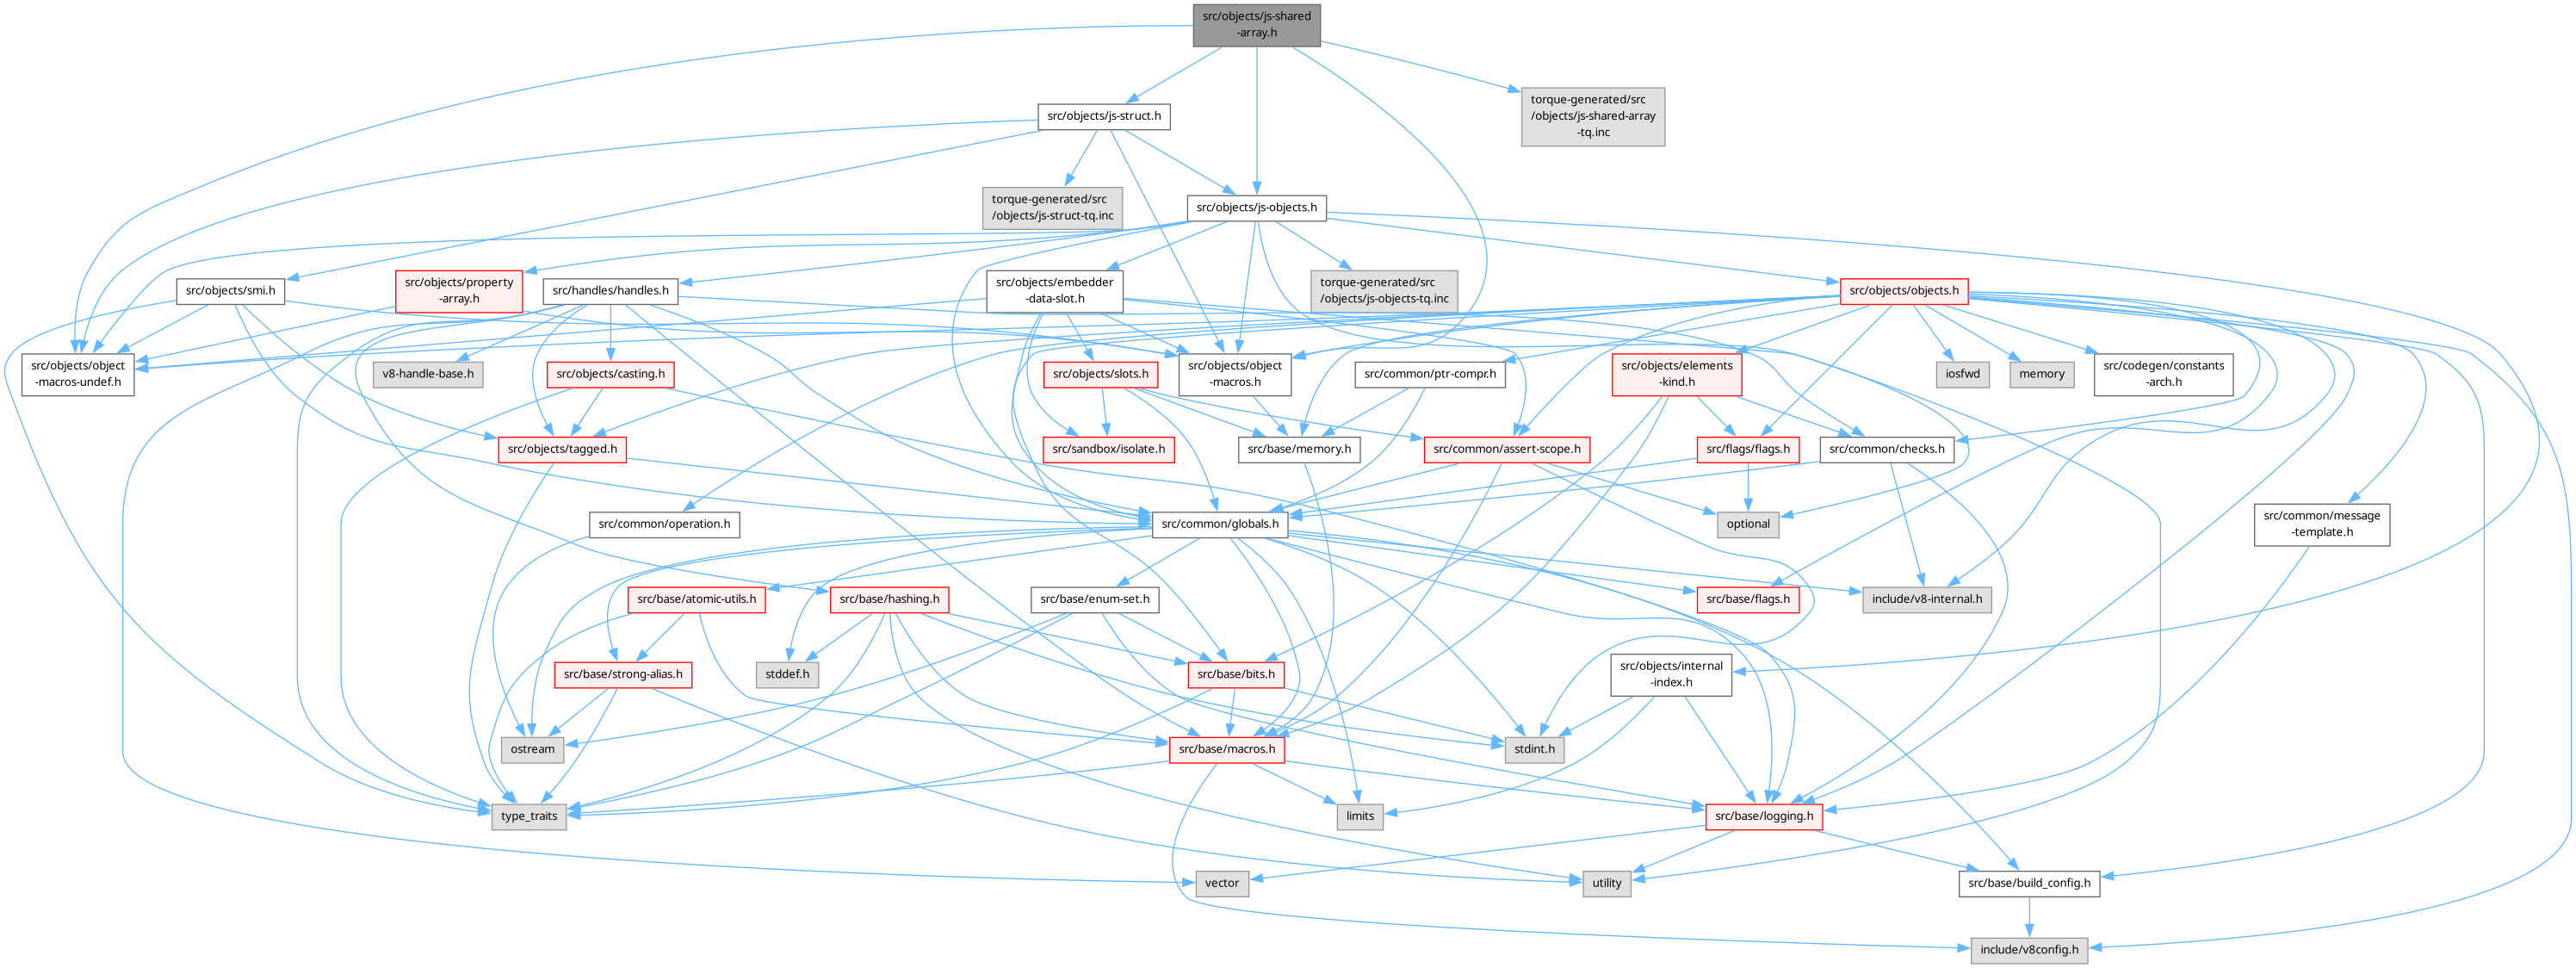 src/objects/js-shared
-array.h
torque-generated/src
/objects/js-shared-array
-tq.inc
src/objects/js-struct.h
torque-generated/src
/objects/js-struct-tq.inc
src/objects/js-objects.h
src/objects/smi.h
src/objects/property
-array.h
src/handles/handles.h
src/objects/embedder
-data-slot.h
torque-generated/src
/objects/js-objects-tq.inc
src/objects/objects.h
src/objects/object
-macros-undef.h
v8-handle-base.h
src/objects/casting.h
src/objects/slots.h
src/objects/object
-macros.h
src/common/ptr-compr.h
src/objects/elements
-kind.h
iosfwd
memory
src/codegen/constants
-arch.h
src/objects/tagged.h
src/sandbox/isolate.h
src/base/memory.h
src/common/assert-scope.h
src/flags/flags.h
src/common/checks.h
src/common/operation.h
src/common/globals.h
optional
src/common/message
-template.h
src/base/atomic-utils.h
src/base/hashing.h
src/base/enum-set.h
src/base/flags.h
include/v8-internal.h
src/base/strong-alias.h
stddef.h
src/base/bits.h
src/objects/internal
-index.h
ostream
src/base/macros.h
stdint.h
type_traits
limits
src/base/logging.h
vector
utility
src/base/build_config.h
include/v8config.h